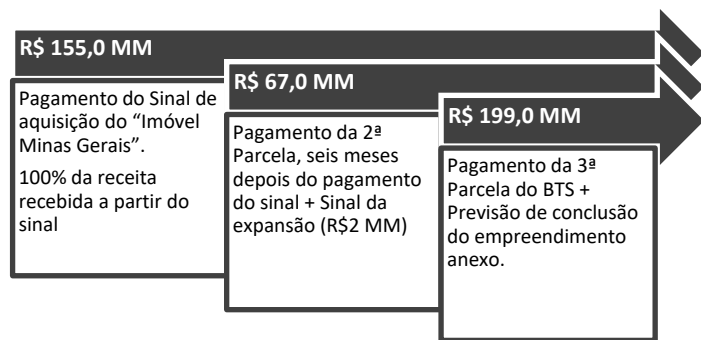 R$ 155,0 MM
Pagamento do Sinal de
aquisição do “Imóvel
Minas Gerais”.
100% da receita
recebida a partir do
sinal
R$ 67,0 MM
Pagamento da 2ª
Parcela, seis meses
depois do pagamento
do sinal + Sinal da
expansão (R$2 MM)
R$ 199,0 MM
Pagamento da 3ª
Parcela do BTS +
Previsão de conclusão
do empreendimento
anexo.